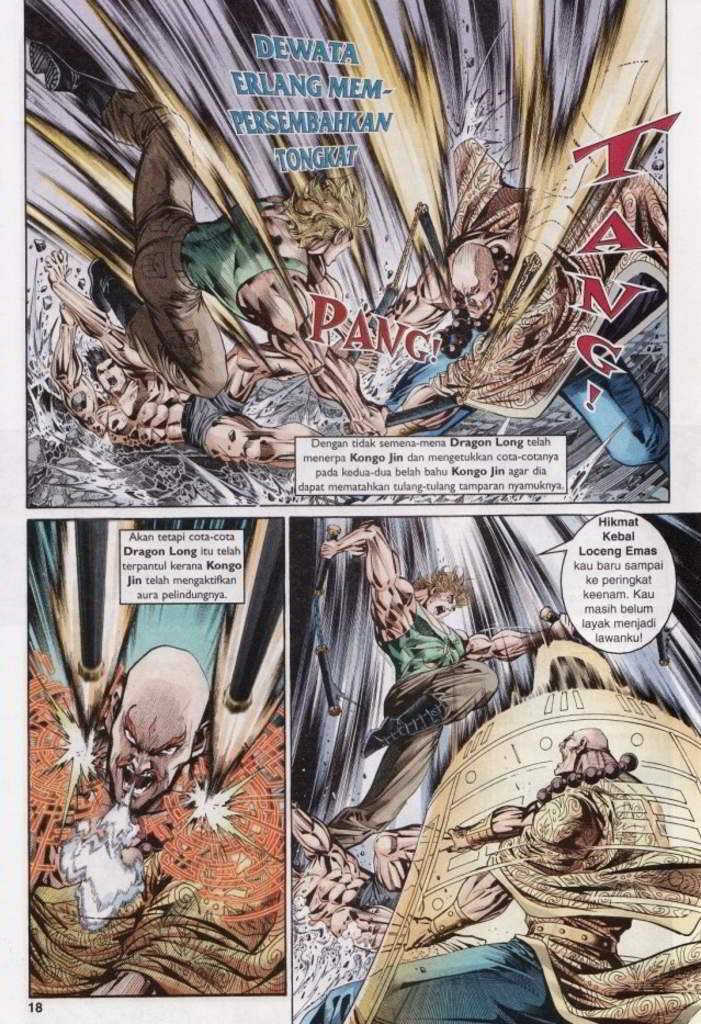 DEWATA
ERLANG MEM-
PERSEMBAHKAN
TONGKAT
TANG!
PANG!
Dengan tidak semena-mena Dragon Long telah
menerpa Kongo Jin dan mengetukkan cota-cotanya
pada kedua-dua belah bahu Kongo Jin agar dia
dapat mematahkan tulang-tulang tamparan nyamuknya.
Akan tetapi cota-cota
Dragon Long itu telah
terpantul kerana Kongo
Jin telah mengaktifkan
aura pelindungnya.
Hikmat
Kebal
Loceng Emas
kau baru sampai
ke peringkat
keenam. Kau
masih belum
layak menjadi
lawanku!
18